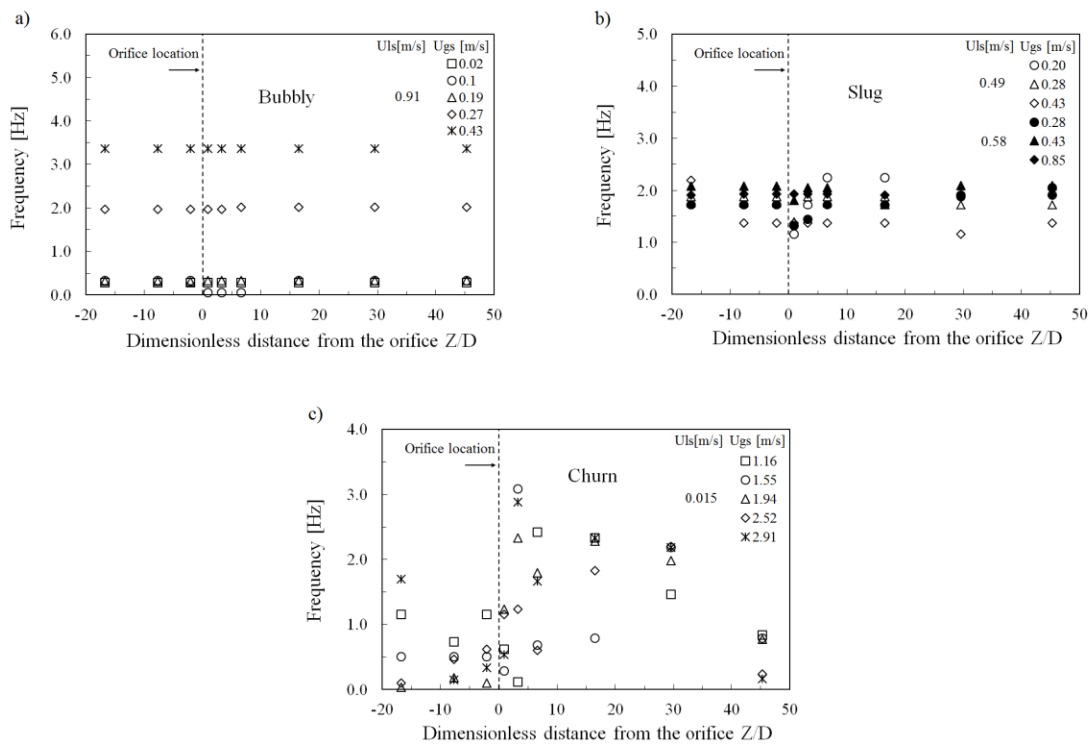 a)
6.0
5.0
4.0
3.0
2.0
1.0
0.0
Frequency [Hz]
Orifice location
Bubbly
Uls[m/s] Ugs [m/s]
0.91
0.02
0.1
0.19
0.27
0.43
-20 -10 0 10 20 30 40 50
Dimensionless distance from the orifice Z/D
b)
5.0
4.0
3.0
2.0
1.0
0.0
Frequency [Hz]
Orifice location
Slug
Uls[m/s] Ugs [m/s]
0.20
0.49 0.28
0.43
0.28
0.58 0.43
0.85
-20 -10 0 10 20 30 40 50
Dimensionless distance from the orifice Z/D
c)
4.0
3.0
2.0
1.0
0.0
Frequency [Hz]
Orifice location
Churn
Uls[m/s] Ugs [m/s]
1.16
1.55
0.015 1.94
2.52
2.91
-20 -10 0 10 20 30 40 50
Dimensionless distance from the orifice Z/D